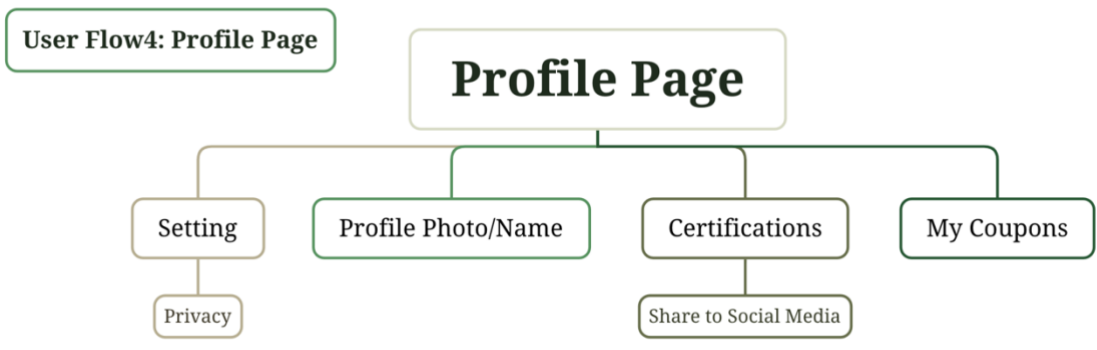 User Flow4: Profile Page
Profile Page
Setting
Profile Photo/Name
Certifications
My Coupons
Privacy
Share to Social Media